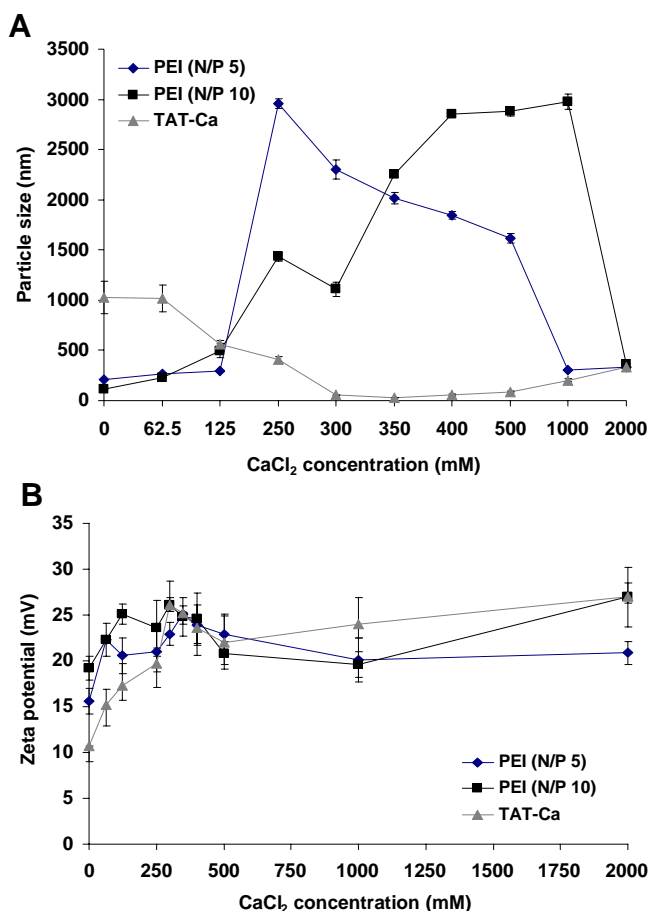 A
PEI (N/P 5)
PEI (N/P 10)
TAT-Ca
3500
3000
2500
2000
1500
1000
500
0
Particle size (nm)
0 62.5 125 250 300 350 400 500 1000 2000
CaCl2 concentration (mM)
B
35
30
25
20
15
10
5
0
Zeta potential (mV)
PEI (N/P 5)
PEI (N/P 10)
TAT-Ca
0 250 500 750 1000 1250 1500 1750 2000
CaCl2 concentration (mM)